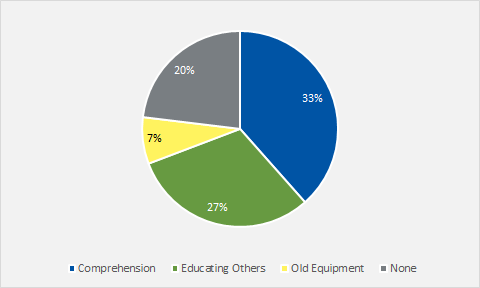 20%
33%
7%
27%
Comprehension Educating Others Old Equipment None